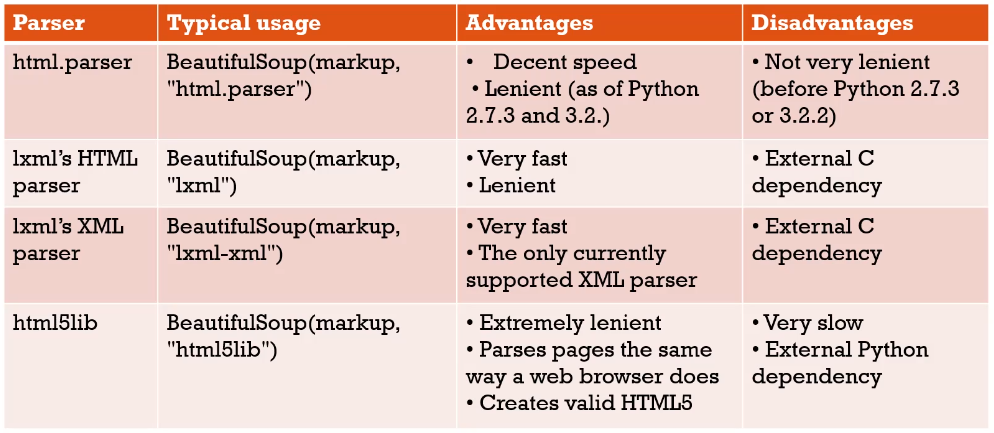 Parser Typical usage Advantages Disadvantages
html.parser
BeautifulSoup(markup,
"html.parser")
• Decent speed
• Lenient (as of Python
2.7.3 and 3.2.)
• Not very lenient
(before Python 2.7.3
or 3.2.2)
lxml's HTML
parser
BeautifulSoup(markup,
"lxml")
• Very fast
• Lenient
• External C
dependency
lxml's XML
parser
BeautifulSoup(markup,
"lxml-xml")
• Very fast
• The only currently
supported XML parser
• External C
dependency
html5lib
BeautifulSoup(markup,
"html5lib")
• Extremely lenient
• Parses pages the same
way a web browser does
• Creates valid HTML5
• Very slow
• External Python
dependency